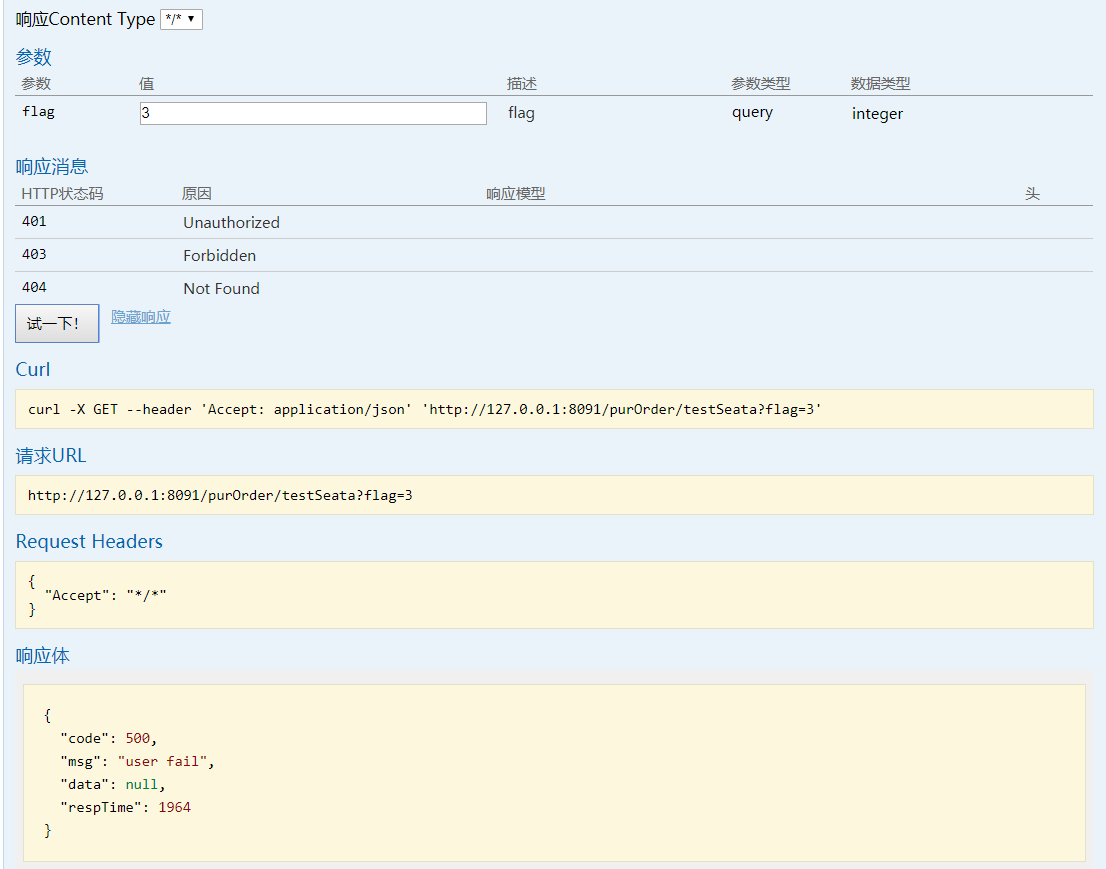 响应Content Type */* ▼
参数
参数 值 描述 参数类型 数据类型
flag 3 flag query integer
响应消息
HTTP状态码 原因 响应模型 头
401 Unauthorized
403 Forbidden
404 Not Found
试一下! 隐藏响应
Curl
curl -X GET --header 'Accept: application/json' 'http://127.0.0.1:8091/purOrder/testSeata?flag=3'
请求URL
http://127.0.0.1:8091/purOrder/testSeata?flag=3
Request Headers
{
"Accept": "*/*"
}
响应体
{
"code": 500,
"msg": "user fail",
"data": null,
"respTime": 1964
}